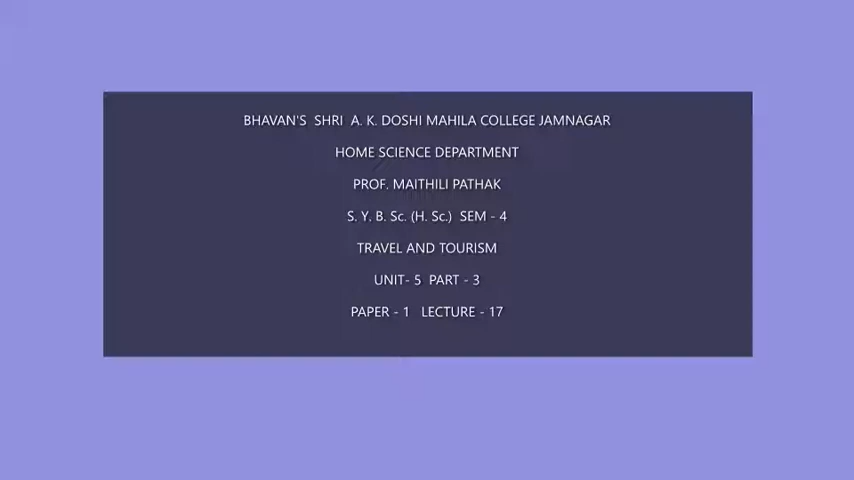 BHAVAN'S SHRI A. K. DOSHI MAHILA COLLEGE JAMNAGAR
HOME SCIENCE DEPARTMENT
PROF. MAITHILI PATHAK
S. Y. B. Sc. (H. Sc.) SEM - 4
TRAVEL AND TOURISM
UNIT- 5 PART - 3
PAPER - 1 LECTURE - 17